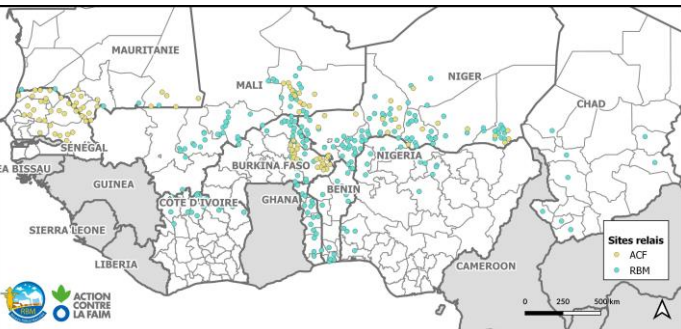 MAURITANIE
MALI
NIGER
CHAD
SÉNÉGAL
EA BISSAU
GUINEA
BURKINA FASO
NIGERIA
BENIN
CÔTE D'IVOIRE
GHANA
SIERRA LEONE
LIBERIA
CAMEROON
Sites relais
ACF
RBM
0 250 500 km
RBM
ACTION
CONTRE
LA FAIM